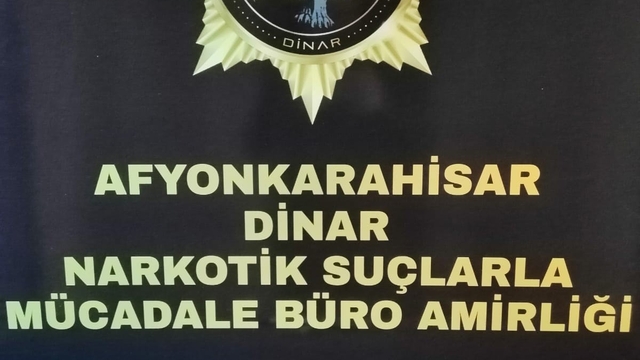 DİNAR
AFYONKARAHİSAR
DİNAR
NARKOTİK SUÇLARLA
MÜCADALE BÜRO AMİRLİĞİ